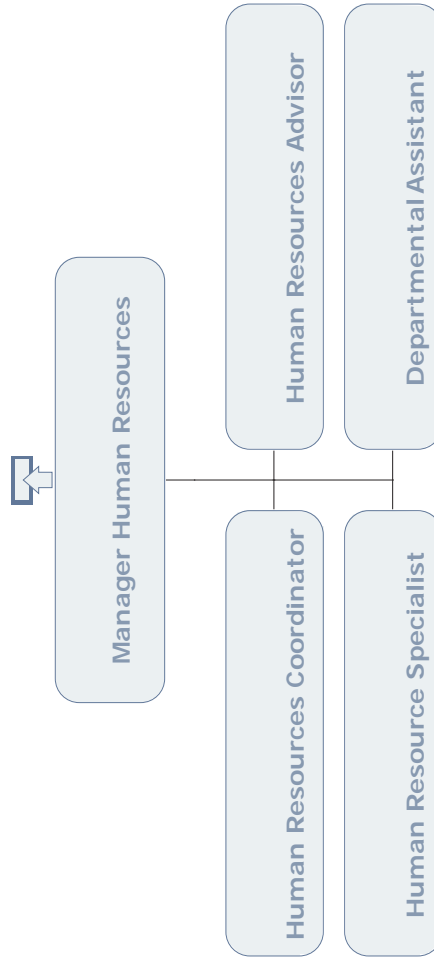 Manager Human Resources
Human Resources Coordinator
Human Resources Advisor
Human Resource Specialist
Departmental Assistant